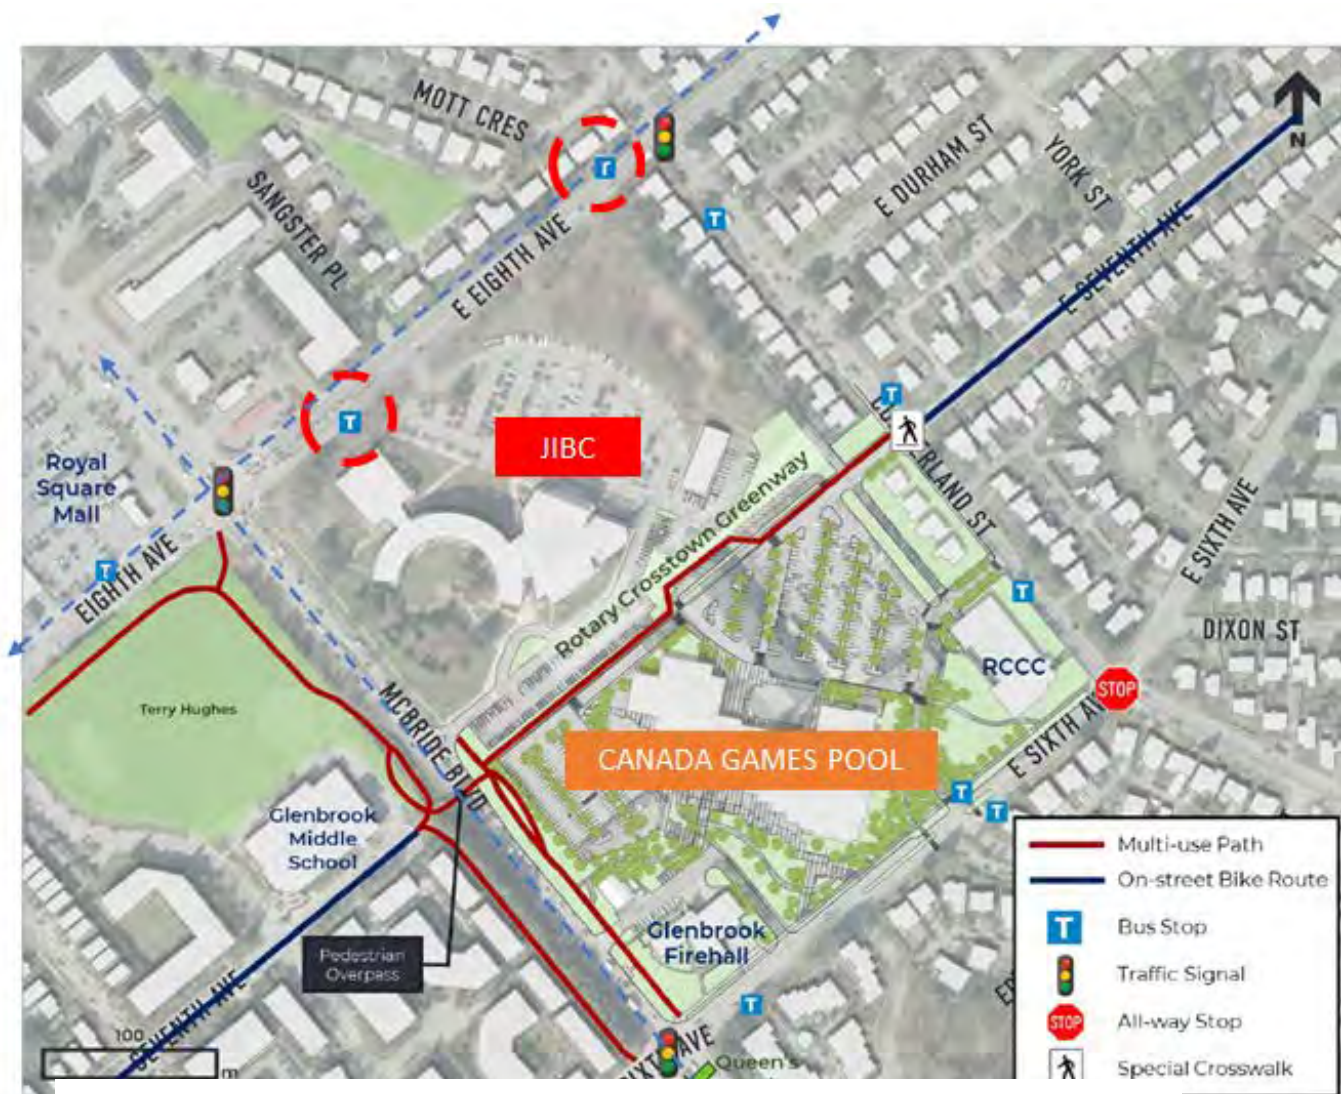 MOTT CRES
E DURHAM ST
YORK ST
SANGSTER PL
E EIGHTH AVE
E SEVENTH AVE
N
T
T
T
T
JIBC
Royal
Square
Mall
EIGHTH AVE
T
Rotary Crosstown Greenway
E SIXTH AVE
T
DIXON ST
RCCC
STOP
Terry Hughes
MCBRIDE BLVD
CANADA GAMES POOL
E SIXTH AV
T
T
Glenbrook
Middle
School
Glenbrook
Firehall
Pedestrian
Overpass
SEVENTH AVE
T
SIXTH AVE
Queen's
100
m
Multi-use Path
On-street Bike Route
T
Bus Stop
Traffic Signal
STOP
All-way Stop
Special Crosswalk